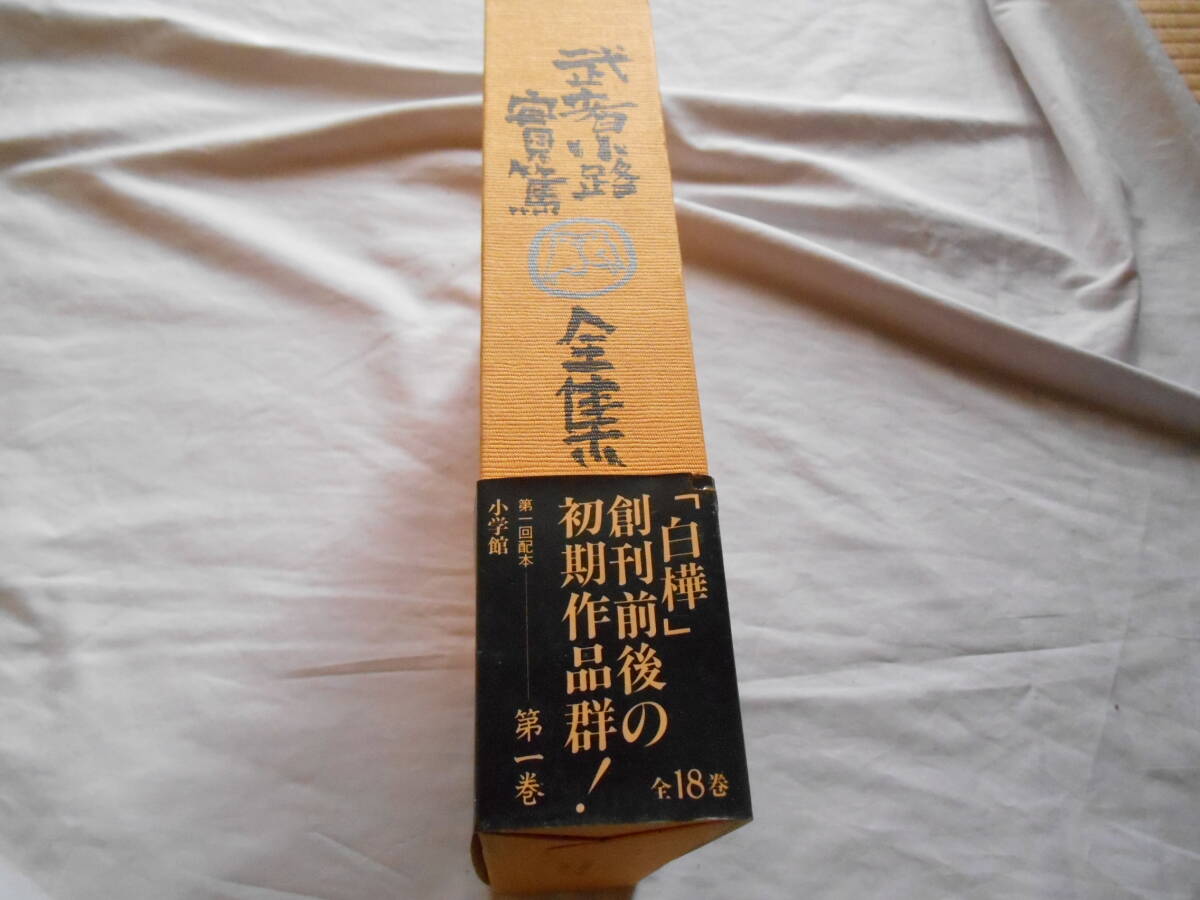 武者小路
實篤
全集
「白樺」
創刊前後の
初期作品群!
全18巻
第一回配本
第一巻
小学館